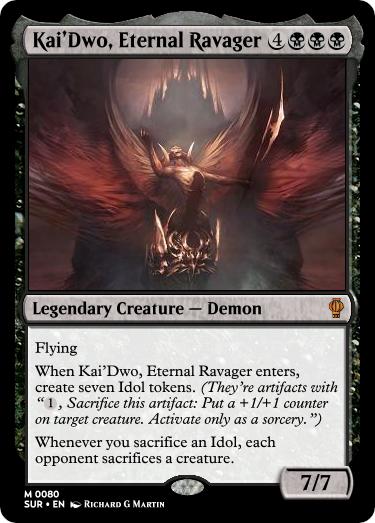 Kai'Dwo, Eternal Ravager 4
Legendary Creature — Demon
Flying
When Kai'Dwo, Eternal Ravager enters,
create seven Idol tokens. (They're artifacts with
“1, Sacrifice this artifact: Put a +1/+1 counter
on target creature. Activate only as a sorcery.”)
Whenever you sacrifice an Idol, each
opponent sacrifices a creature.
7/7
M 0080
SUR • EN Richard G Martin